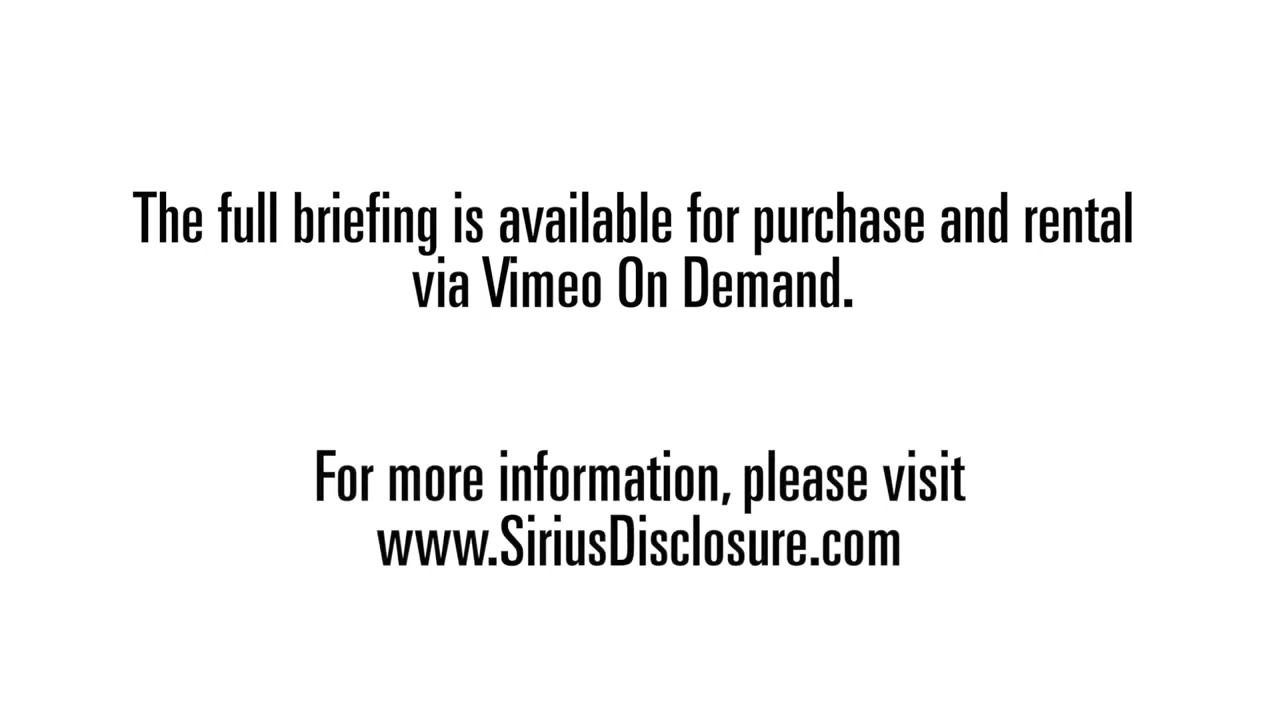 The full briefing is available for purchase and rental
via Vimeo On Demand.
For more information, please visit
www.SiriusDisclosure.com